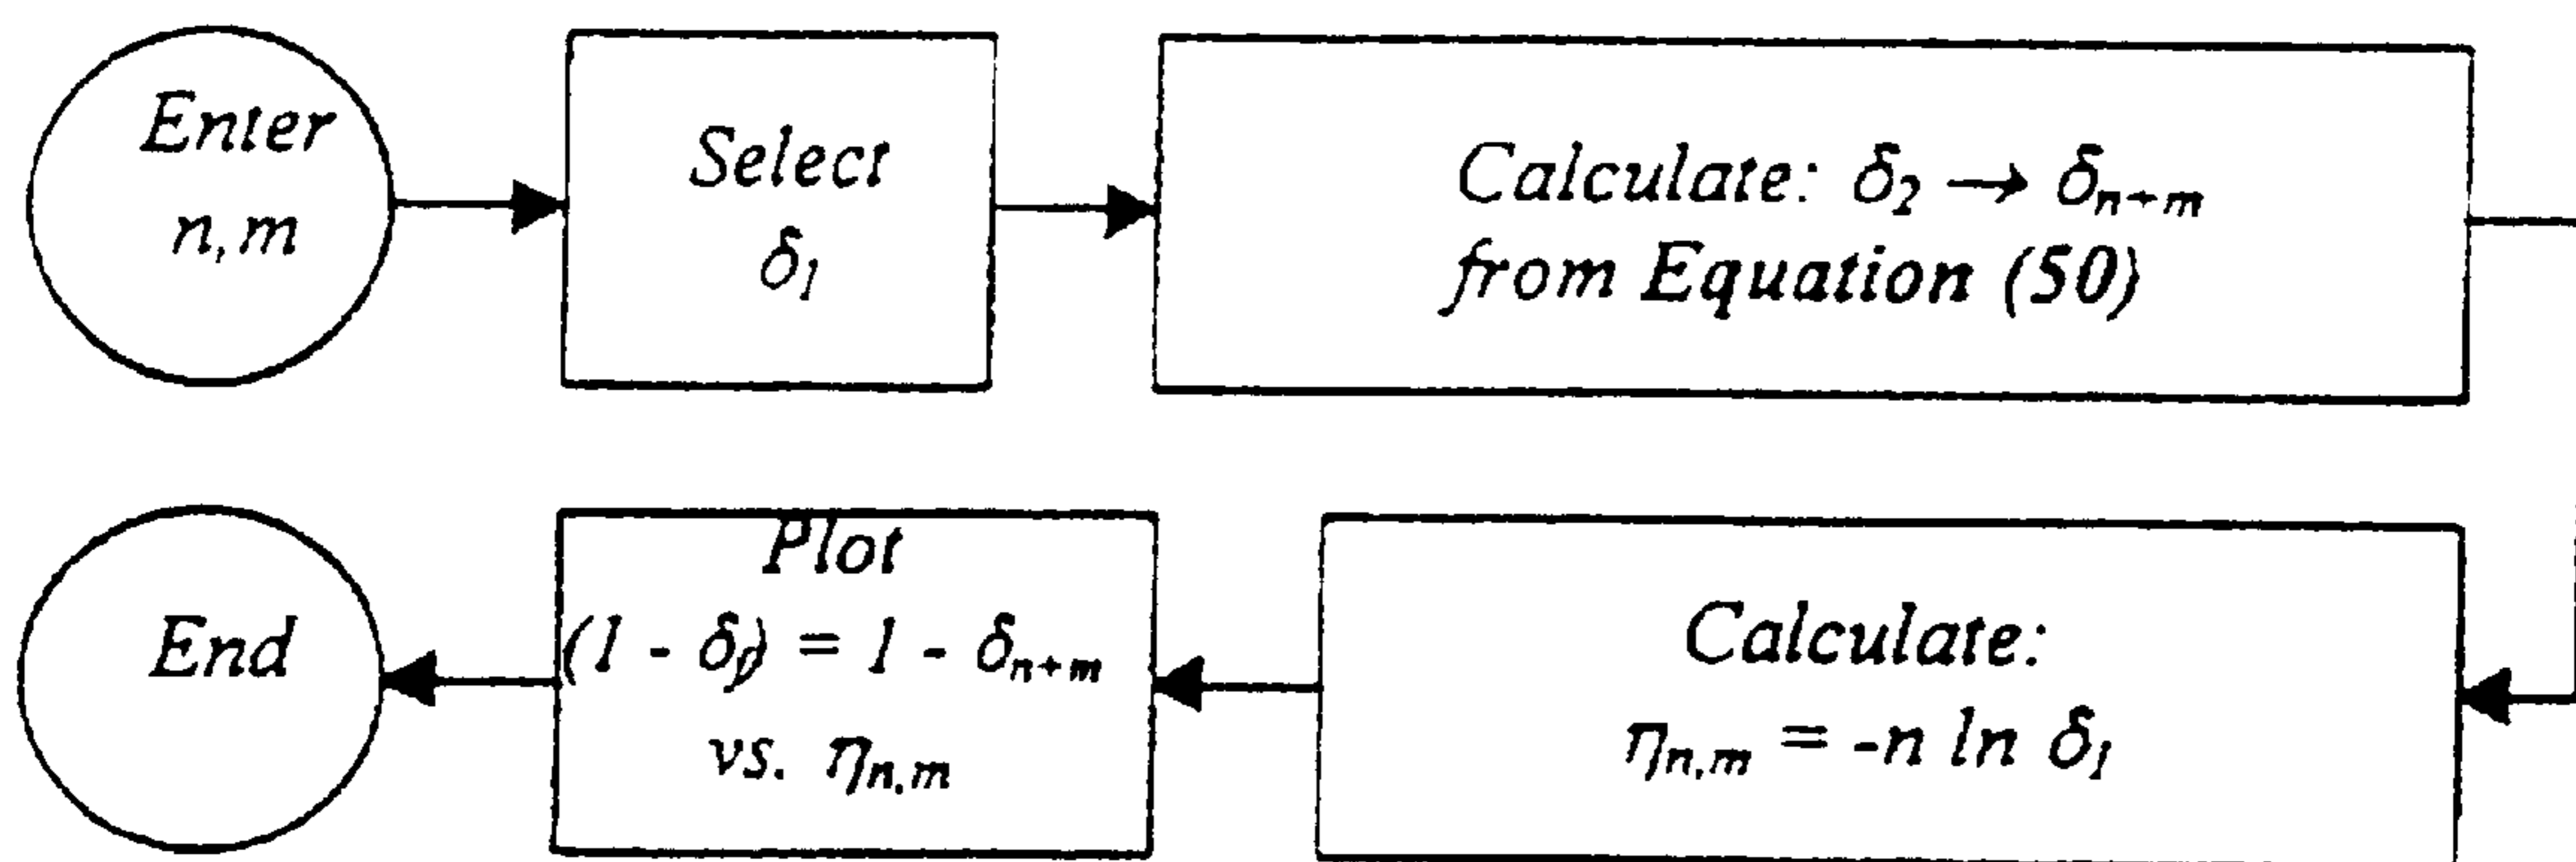 Enter
n,m
Select
δ₁
Calculate: δ₂ → δₙ₊ₘ
from Equation (50)
Plot
(1 - δₚ) = 1 - δₙ₊ₘ
vs. ηₙ,ₘ
Calculate:
ηₙ,ₘ = -n ln δ₁
End